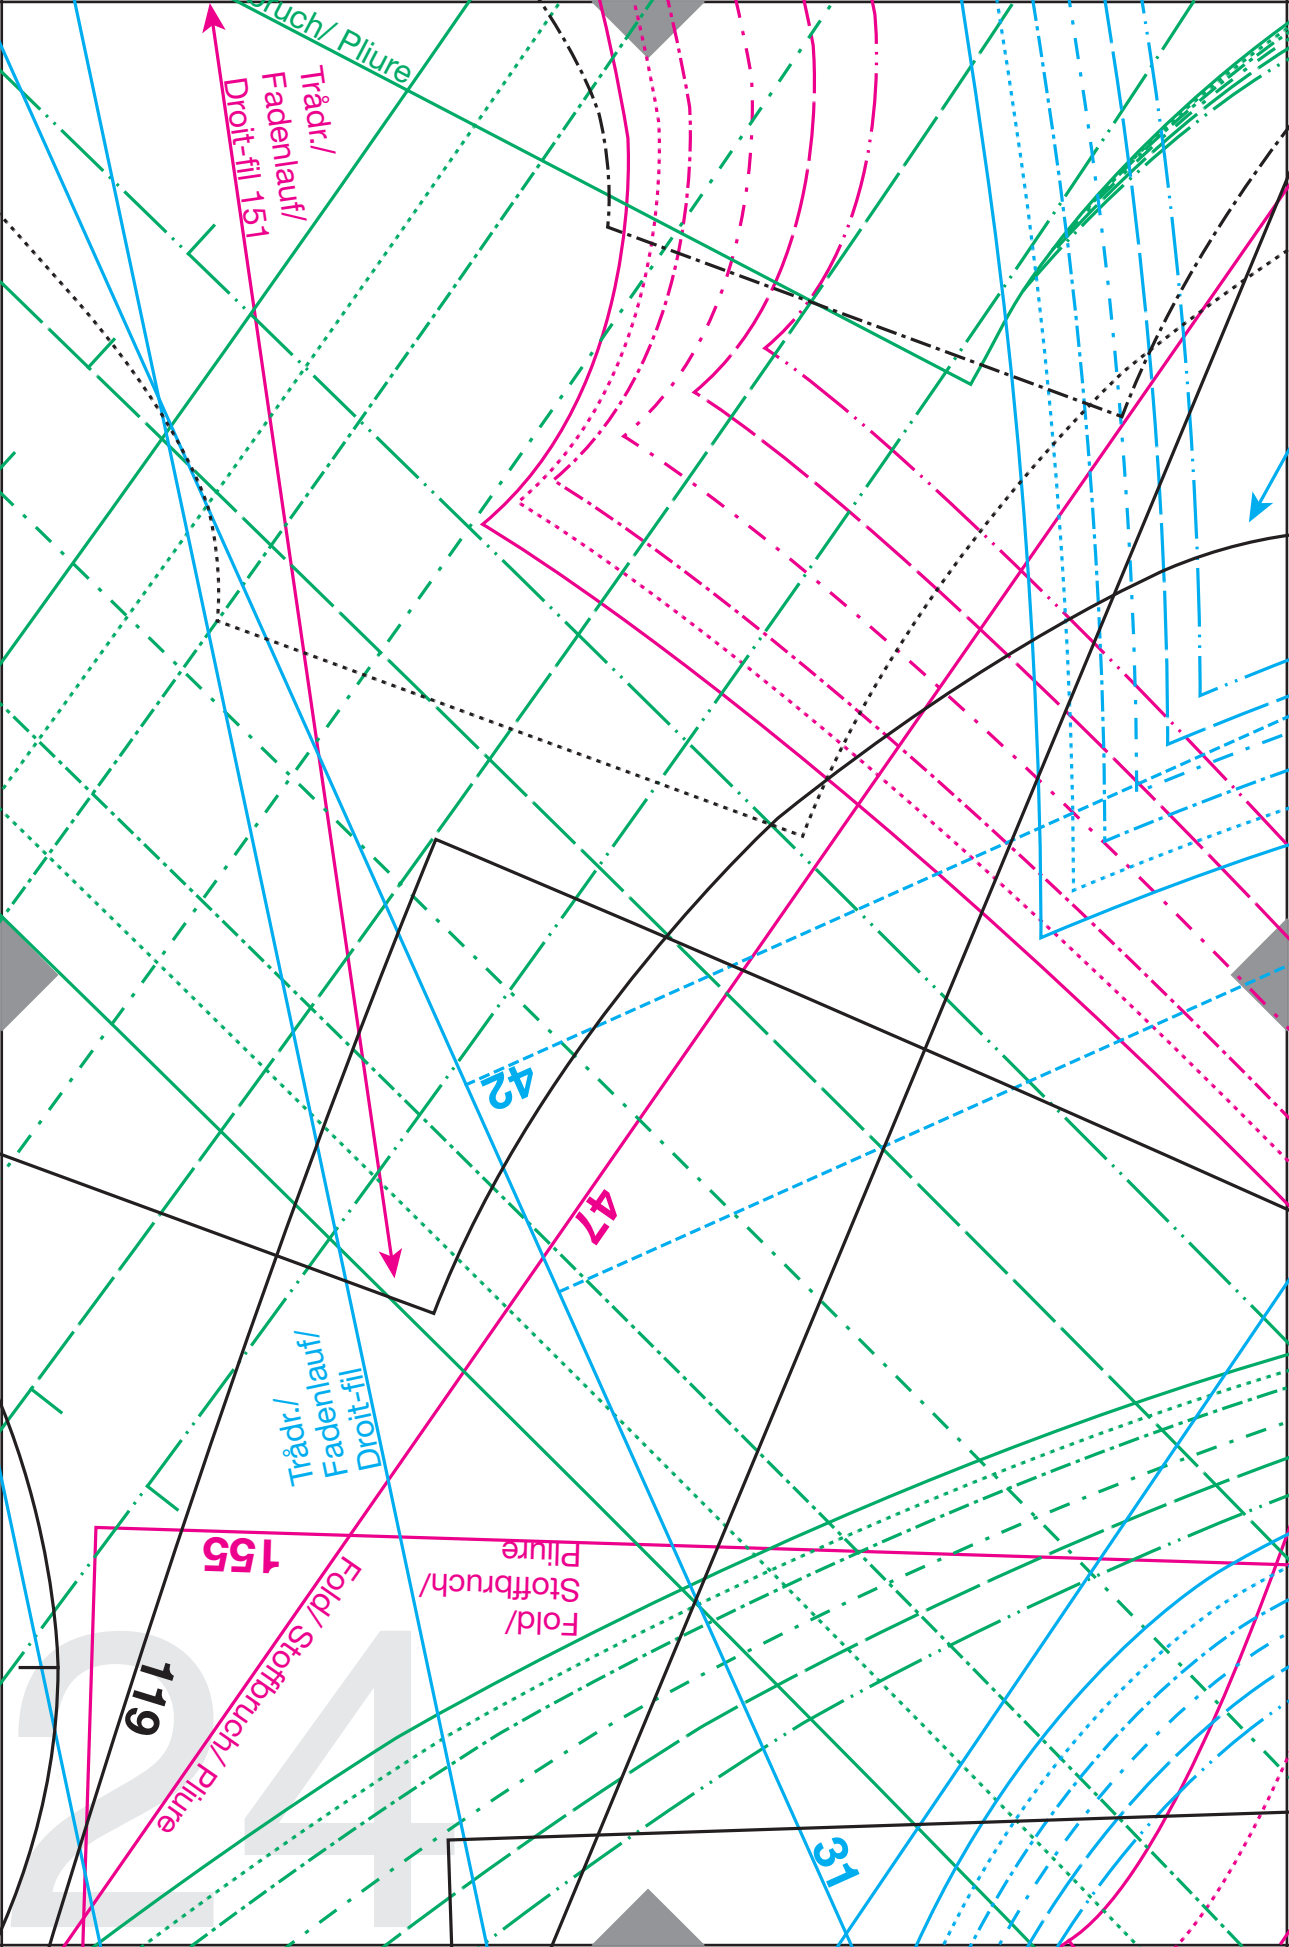 bruch/ Pliure
Trådr./
Fadenlauf/
Droit-fil 151
42
47
Trådr./
Fadenlauf/
Droit-fil
155
Fold/
Stoffbruch/
Pliure
Fold/ Stoffbruch/ Pliure
119
24
31